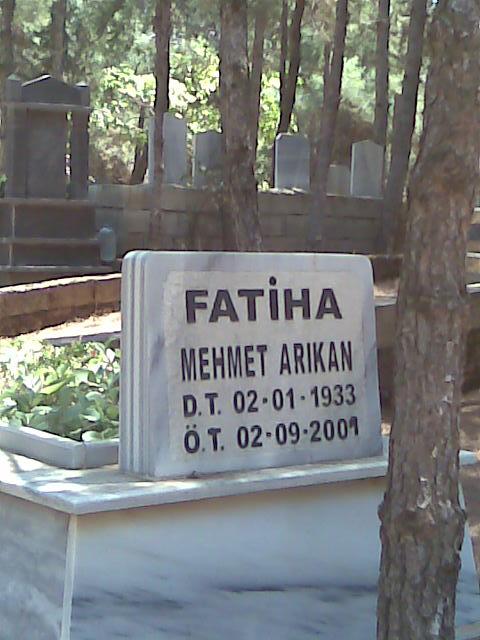 FATİHA
MEHMET ARIKAN
D.T. 02-01-1933
Ö.T. 02-09-2001